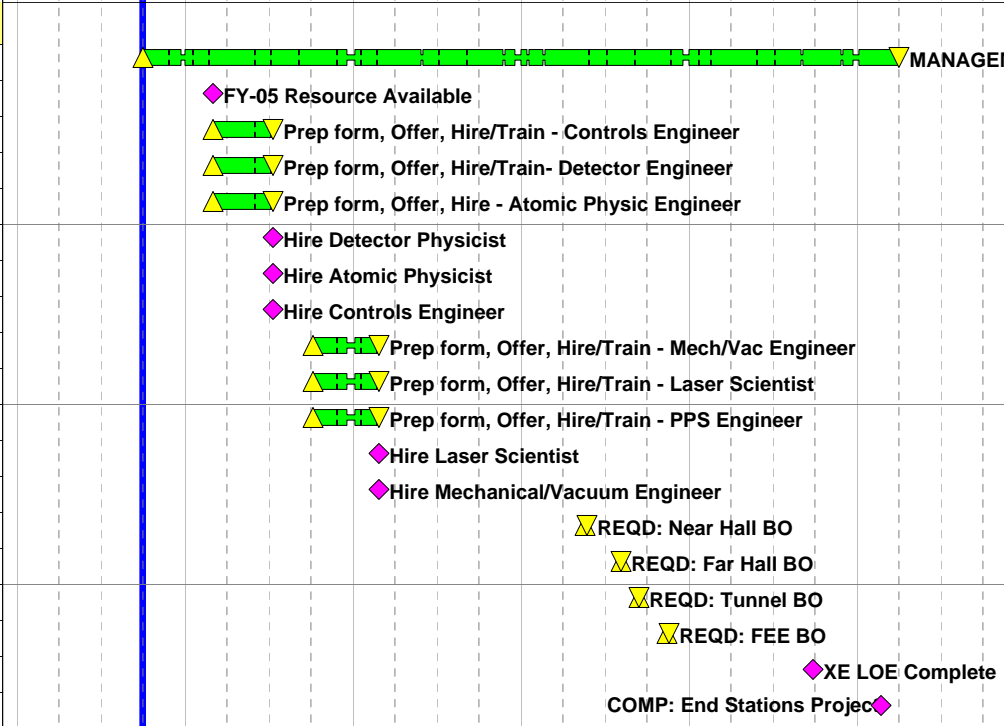 MANAGEM
FY-05 Resource Available
Prep form, Offer, Hire/Train - Controls Engineer
Prep form, Offer, Hire/Train- Detector Engineer
Prep form, Offer, Hire - Atomic Physic Engineer
Hire Detector Physicist
Hire Atomic Physicist
Hire Controls Engineer
Prep form, Offer, Hire/Train - Mech/Vac Engineer
Prep form, Offer, Hire/Train - Laser Scientist
Prep form, Offer, Hire/Train - PPS Engineer
Hire Laser Scientist
Hire Mechanical/Vacuum Engineer
REQD: Near Hall BO
REQD: Far Hall BO
REQD: Tunnel BO
REQD: FEE BO
XE LOE Complete
COMP: End Stations Projec